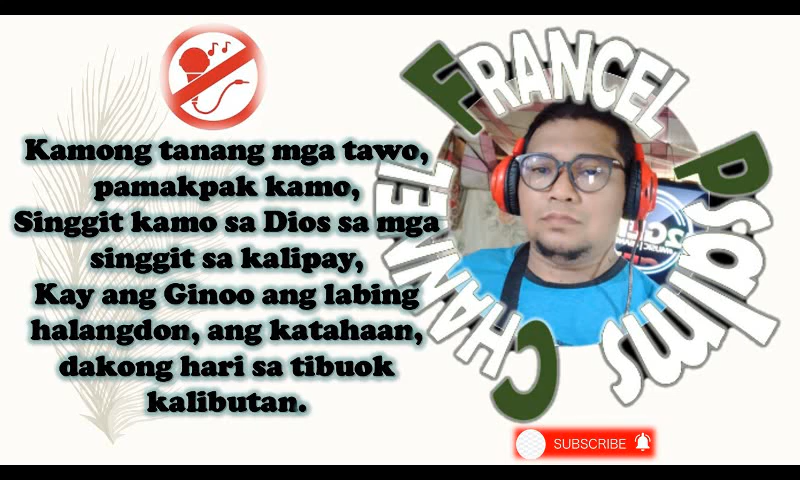 Kamong tanang mga tawo,
pamakpak kamo,
Singgit kamo sa Dios sa mga
singgit sa kalipay,
Kay ang Ginoo ang labing
halangdon, ang katahaan,
dakong hari sa tibuok
kalibutan.
FRANCEL
Psalms
CHANNEL
SUBSCRIBE